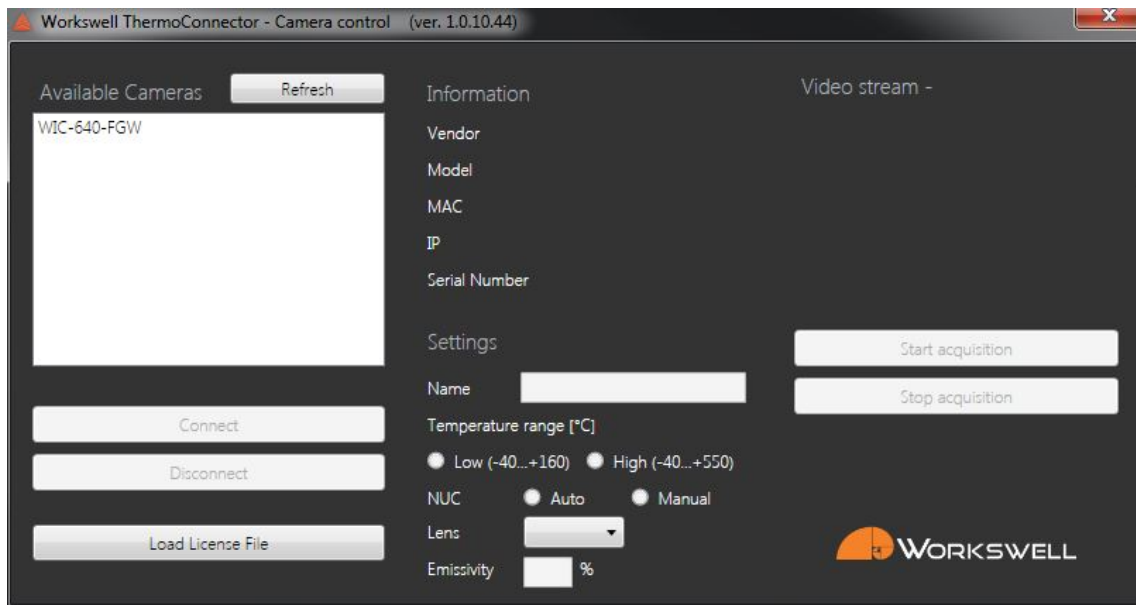 Workswell ThermoConnector - Camera control (ver. 1.0.10.44)
Available Cameras
Refresh
WIC-640-FGW
Connect
Disconnect
Load License File
Information
Vendor
Model
MAC
IP
Serial Number
Settings
Name
Temperature range [°C]
Low (-40...+160) High (-40...+550)
NUC Auto Manual
Lens
Emissivity %
Video stream -
Start acquisition
Stop acquisition
WORKSWELL